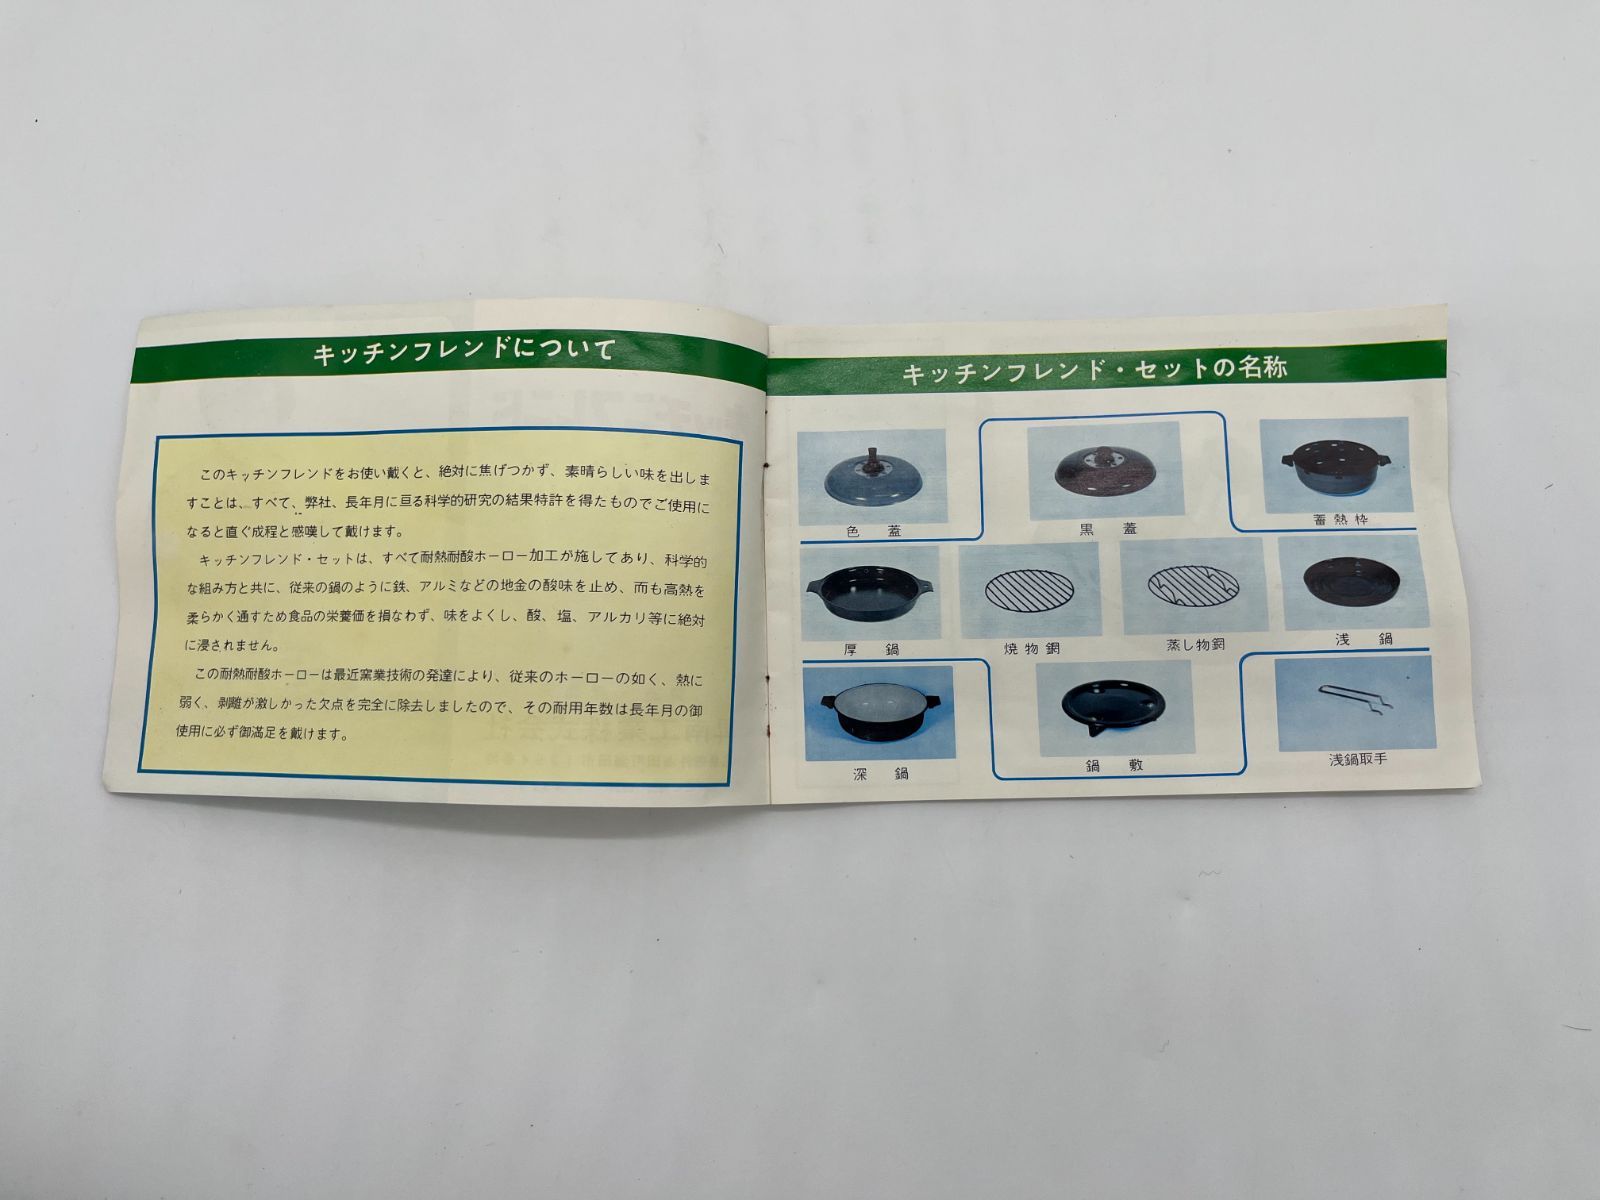 キッチンフレンドについて
このキッチンフレンドをお使い戴くと、絶対に焦げつかず、素晴らしい味を出しま
すことは、すべて、弊社、長年月に亘る科学的研究の結果特許を得たものでご使用に
なると直ぐ成程と感嘆して戴けます。
キッチンフレンド・セットは、すべて耐熱耐酸ホーロー加工が施してあり、科学的
な組み方と共に、従来の鍋のように鉄、アルミなどの地金の酸味を止め、而も高熱を
柔らかく通すため食品の栄養価を損なわず、味をよくし、酸、塩、アルカリ等に絶対
に浸されません。
この耐熱耐酸ホーローは最近窯業技術の発達により、従来のホーローの如く、熱に
弱く、剥離が激しかった欠点を完全に除去しましたので、その耐用年数は長年月の御
使用に必ず御満足を戴けます。
キッチンフレンド・セットの名称
色蓋
黒蓋
蓄熱枠
厚鍋
焼物網
蒸し物網
浅鍋
深鍋
鍋敷
浅鍋取手